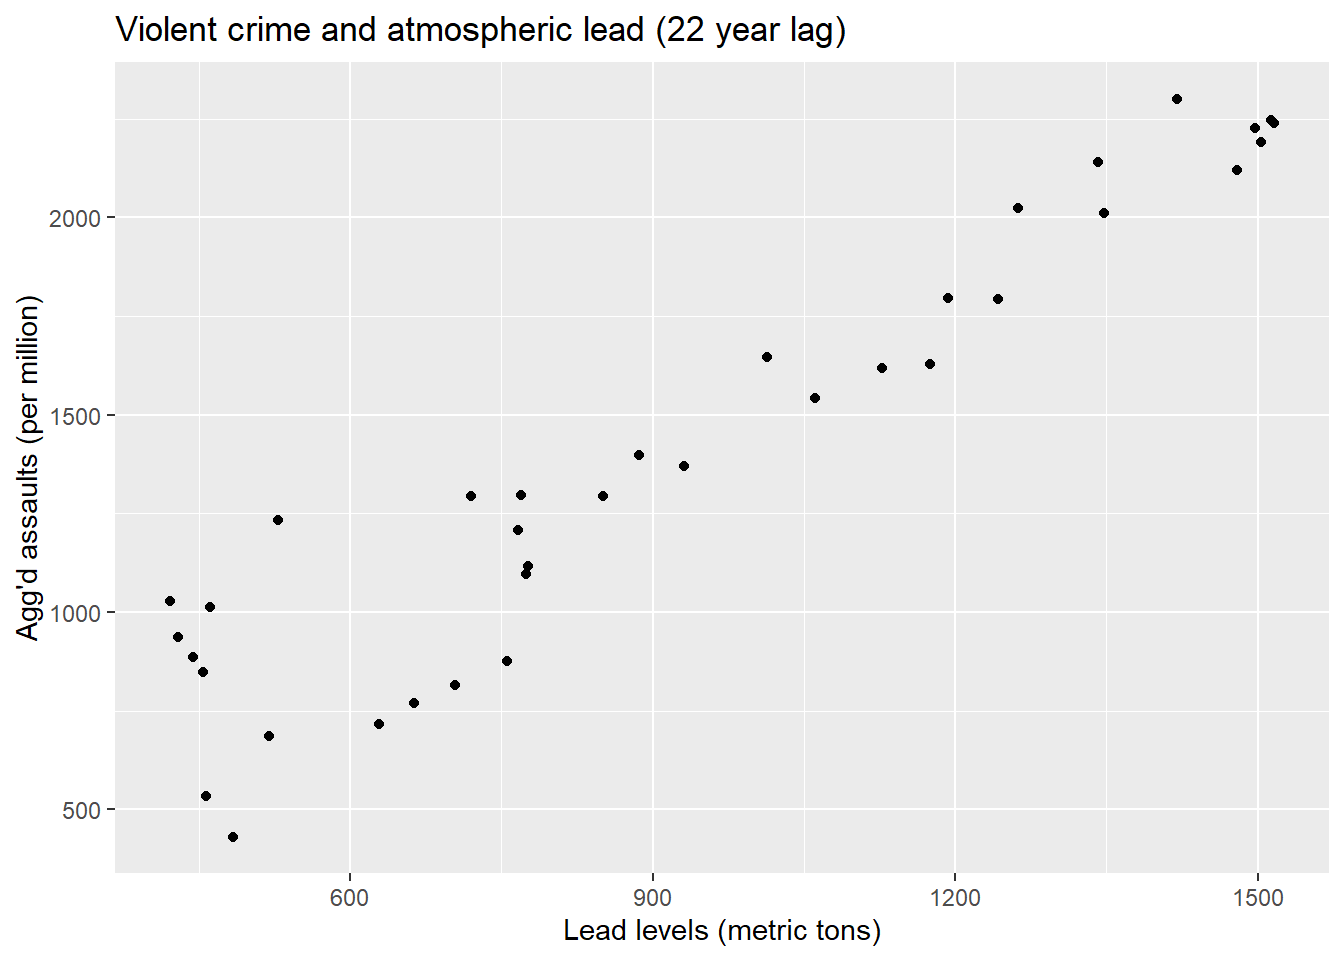 Violent crime and atmospheric lead (22 year lag)
Agg'd assaults (per million)
2000
1500
1000
500
600
900
1200
1500
Lead levels (metric tons)